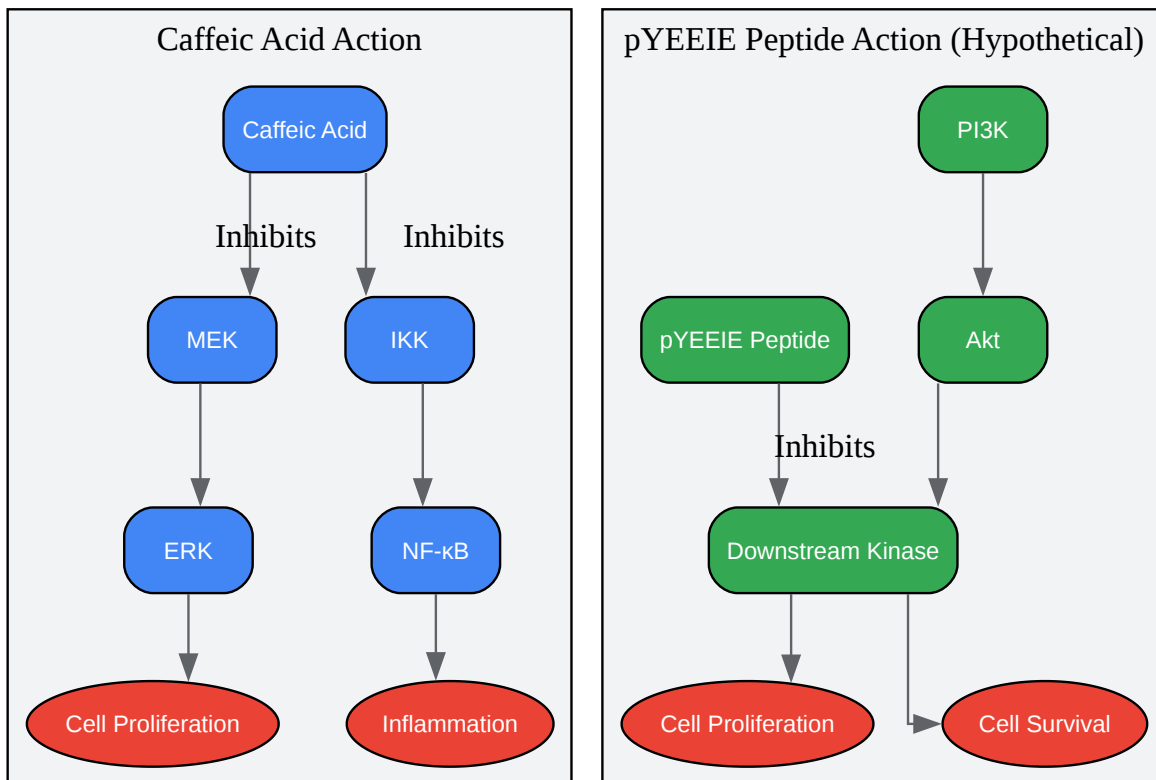 Caffeic Acid Action
Caffeic Acid
Inhibits
Inhibits
MEK
IKK
ERK
NF-κB
Cell Proliferation
Inflammation
pYEEIE Peptide Action (Hypothetical)
PI3K
pYEEIE Peptide
Akt
Inhibits
Downstream Kinase
Cell Proliferation
Cell Survival